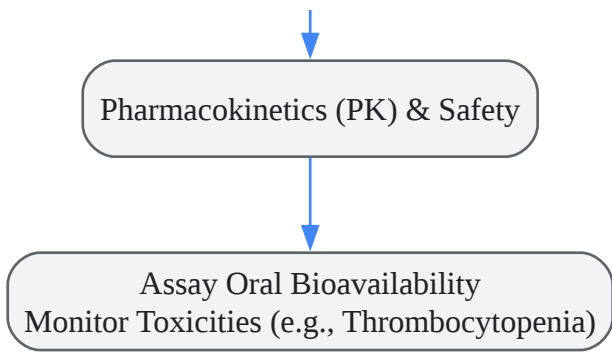 Pharmacokinetics (PK) & Safety
Assay Oral Bioavailability
Monitor Toxicities (e.g., Thrombocytopenia)